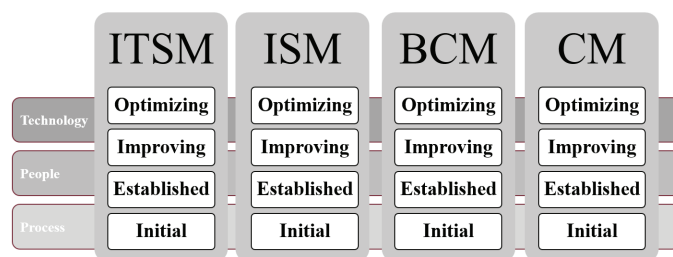 ITSM ISM BCM CM
Optimizing Optimizing Optimizing Optimizing
Technology
Improving Improving Improving Improving
People
Established Established Established Established
Process
Initial Initial Initial Initial